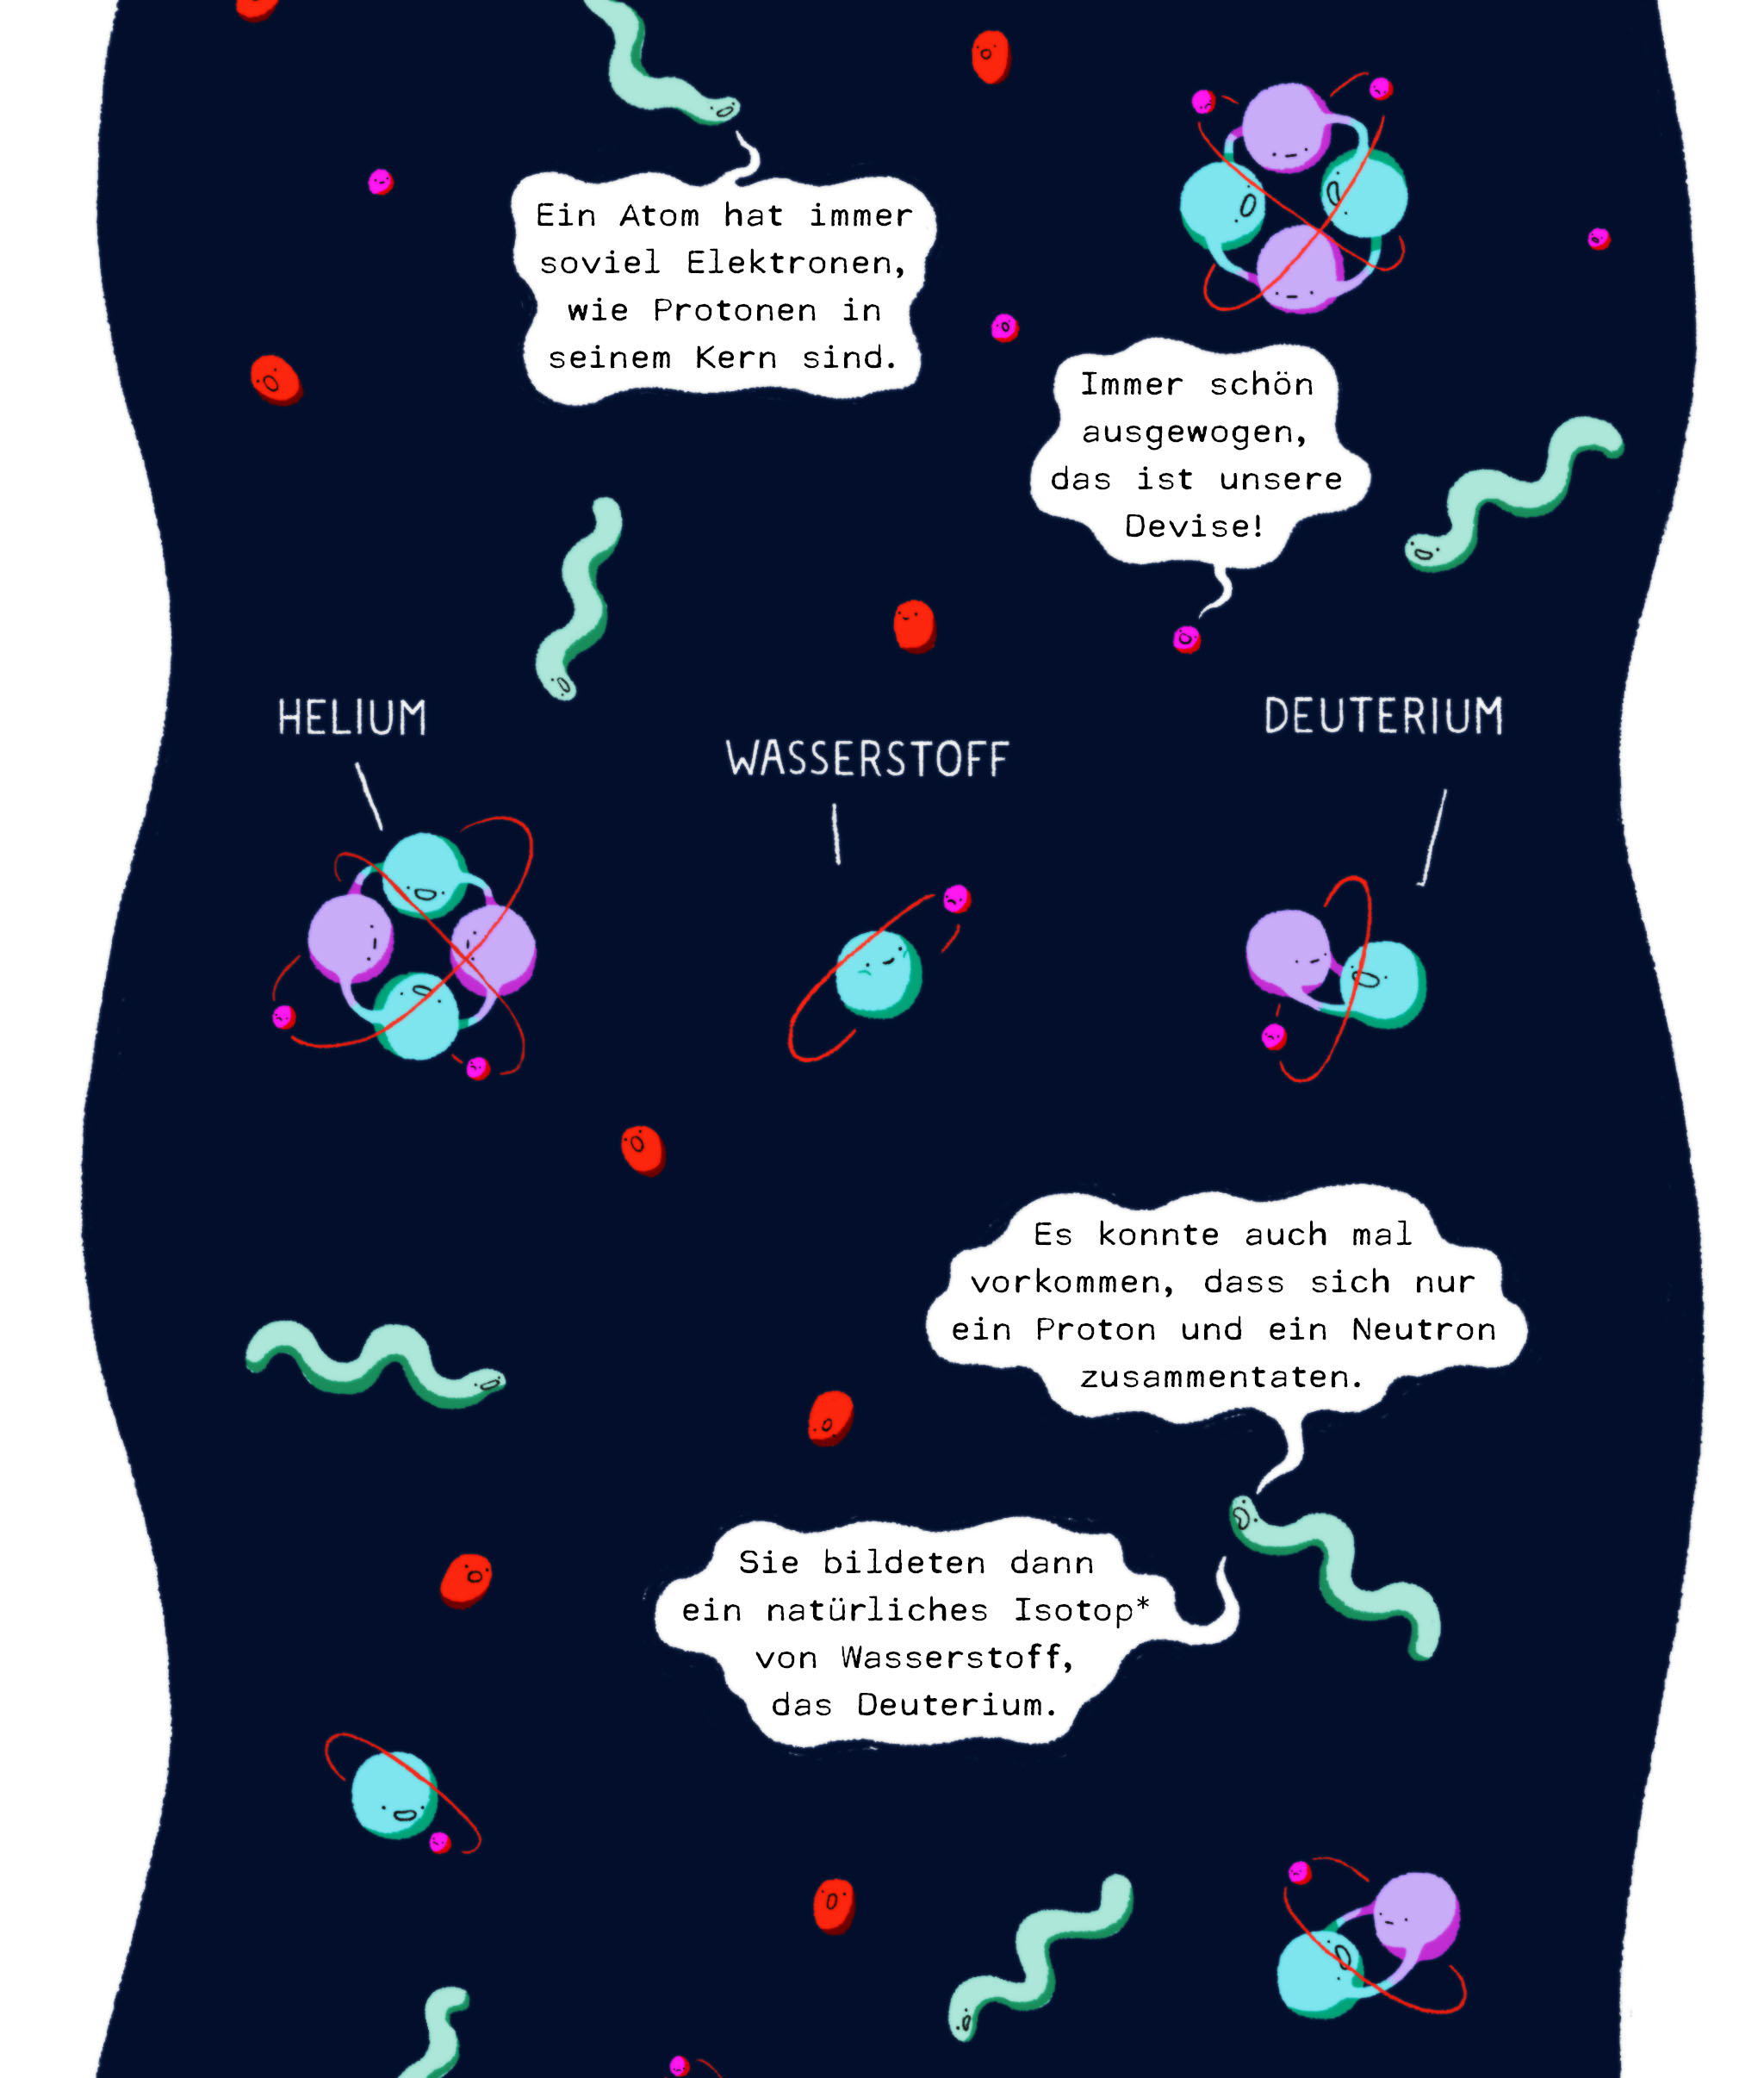 Ein Atom hat immer
soviel Elektronen,
wie Protonen in
seinem Kern sind.
Immer schön
ausgewogen,
das ist unsere
Devise!
HELIUM
WASSERSTOFF
DEUTERIUM
Es konnte auch mal
vorkommen, dass sich nur
ein Proton und ein Neutron
zusammentaten.
Sie bildeten dann
ein natürliches Isotop*
von Wasserstoff,
das Deuterium.